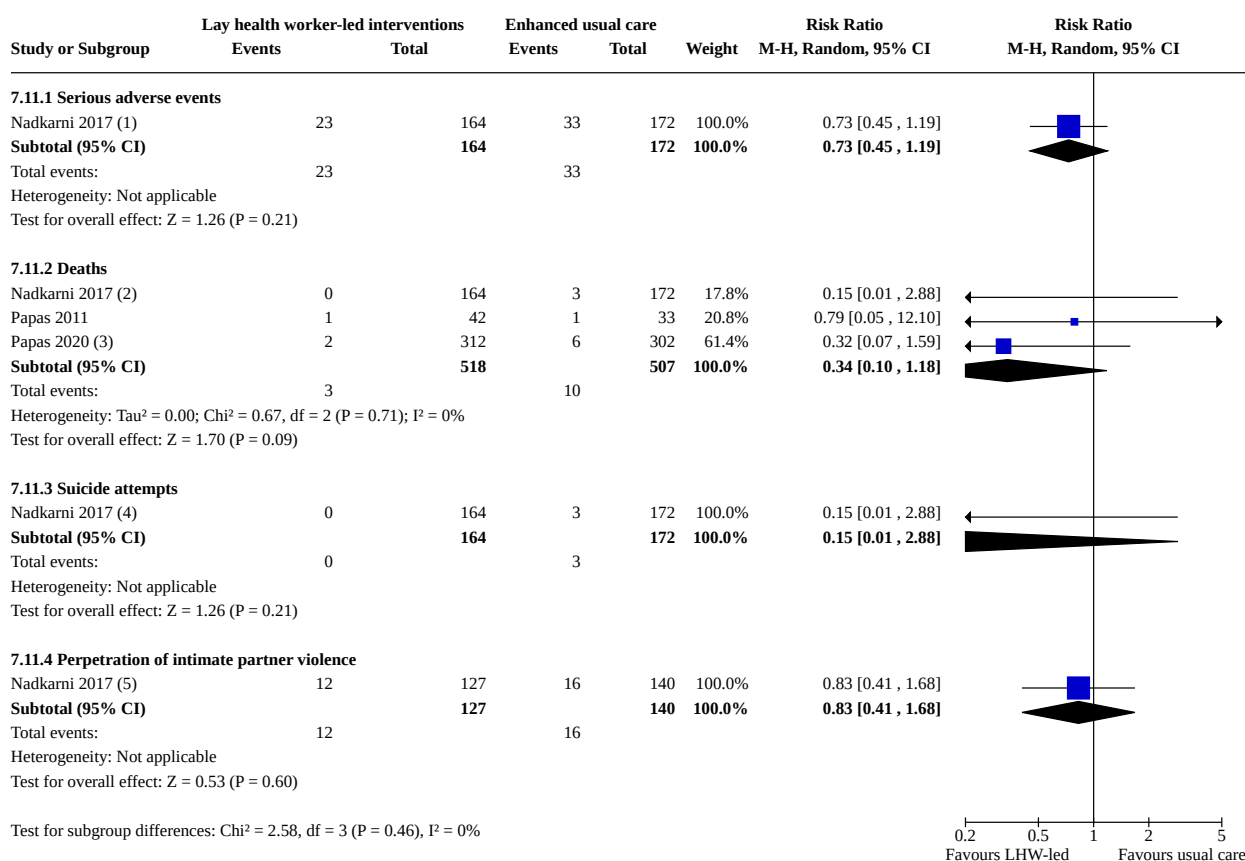 Lay health worker-led interventions Enhanced usual care Risk Ratio Risk Ratio
Study or Subgroup Events Total Events Total Weight M-H, Random, 95% CI M-H, Random, 95% CI
7.11.1 Serious adverse events
Nadkarni 2017 (1) 23 164 33 172 100.0% 0.73 [0.45 , 1.19]
Subtotal (95% CI) 164 172 100.0% 0.73 [0.45 , 1.19]
Total events: 23 33
Heterogeneity: Not applicable
Test for overall effect: Z = 1.26 (P = 0.21)
7.11.2 Deaths
Nadkarni 2017 (2) 0 164 3 172 17.8% 0.15 [0.01 , 2.88]
Papas 2011 1 42 1 33 20.8% 0.79 [0.05 , 12.10]
Papas 2020 (3) 2 312 6 302 61.4% 0.32 [0.07 , 1.59]
Subtotal (95% CI) 518 507 100.0% 0.34 [0.10 , 1.18]
Total events: 3 10
Heterogeneity: Tau² = 0.00; Chi² = 0.67, df = 2 (P = 0.71); I² = 0%
Test for overall effect: Z = 1.70 (P = 0.09)
7.11.3 Suicide attempts
Nadkarni 2017 (4) 0 164 3 172 100.0% 0.15 [0.01 , 2.88]
Subtotal (95% CI) 164 172 100.0% 0.15 [0.01 , 2.88]
Total events: 0 3
Heterogeneity: Not applicable
Test for overall effect: Z = 1.26 (P = 0.21)
7.11.4 Perpetration of intimate partner violence
Nadkarni 2017 (5) 12 127 16 140 100.0% 0.83 [0.41 , 1.68]
Subtotal (95% CI) 127 140 100.0% 0.83 [0.41 , 1.68]
Total events: 12 16
Heterogeneity: Not applicable
Test for overall effect: Z = 0.53 (P = 0.60)
Test for subgroup differences: Chi² = 2.58, df = 3 (P = 0.46), I² = 0%
0.2 0.5 1 2 5
Favours LHW-led Favours usual care